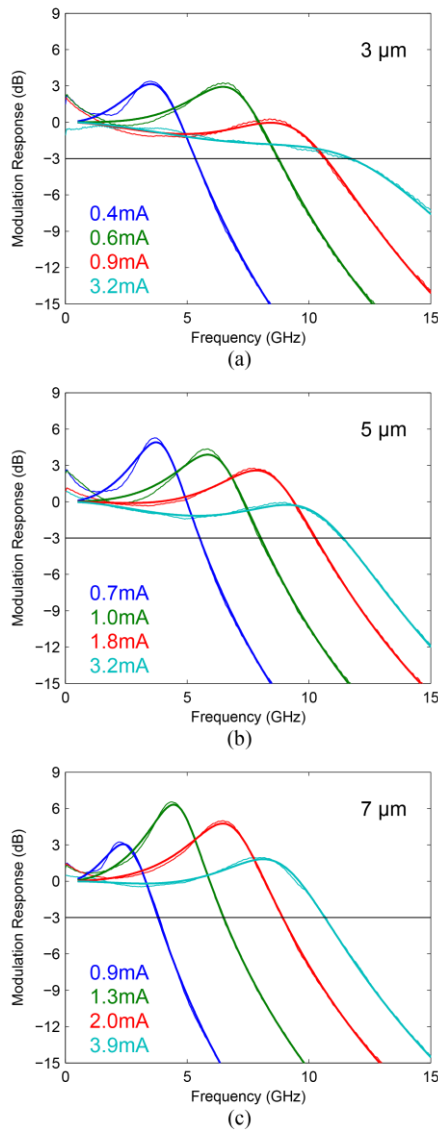 9
6
3
0
−3
−6
−9
−12
−15
Modulation Response (dB)
3 μm
0.4mA
0.6mA
0.9mA
3.2mA
0
5
10
15
Frequency (GHz)
(a)
9
6
3
0
−3
−6
−9
−12
−15
Modulation Response (dB)
5 μm
0.7mA
1.0mA
1.8mA
3.2mA
0
5
10
15
Frequency (GHz)
(b)
9
6
3
0
−3
−6
−9
−12
−15
Modulation Response (dB)
7 μm
0.9mA
1.3mA
2.0mA
3.9mA
0
5
10
15
Frequency (GHz)
(c)